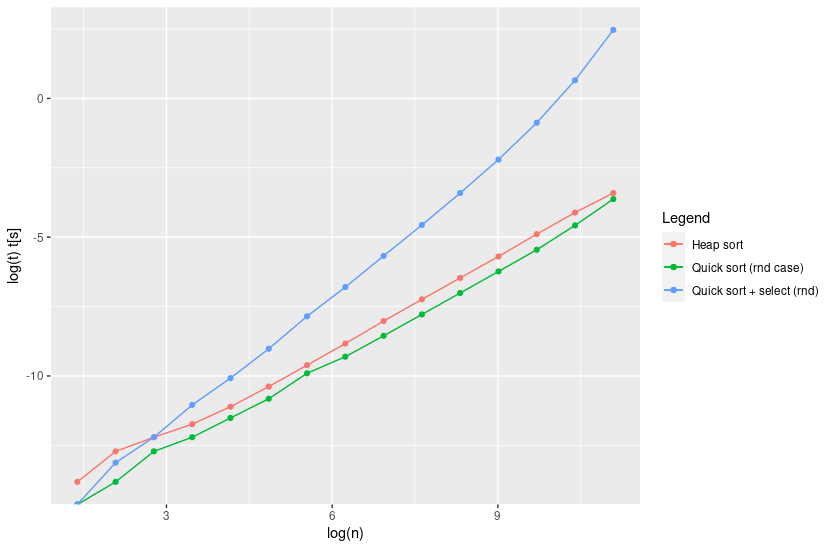 log(t) t[s]
0
-5
-10
3
6
9
log(n)
Legend
Heap sort
Quick sort (rnd case)
Quick sort + select (rnd)